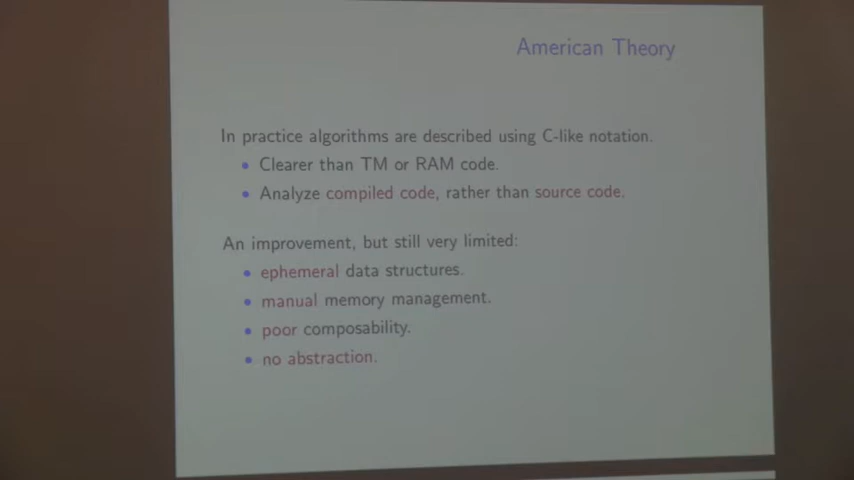 American Theory
In practice algorithms are described using C-like notation.
• Clearer than TM or RAM code.
• Analyze compiled code, rather than source code.
An improvement, but still very limited:
• ephemeral data structures.
• manual memory management.
• poor composability.
• no abstraction.